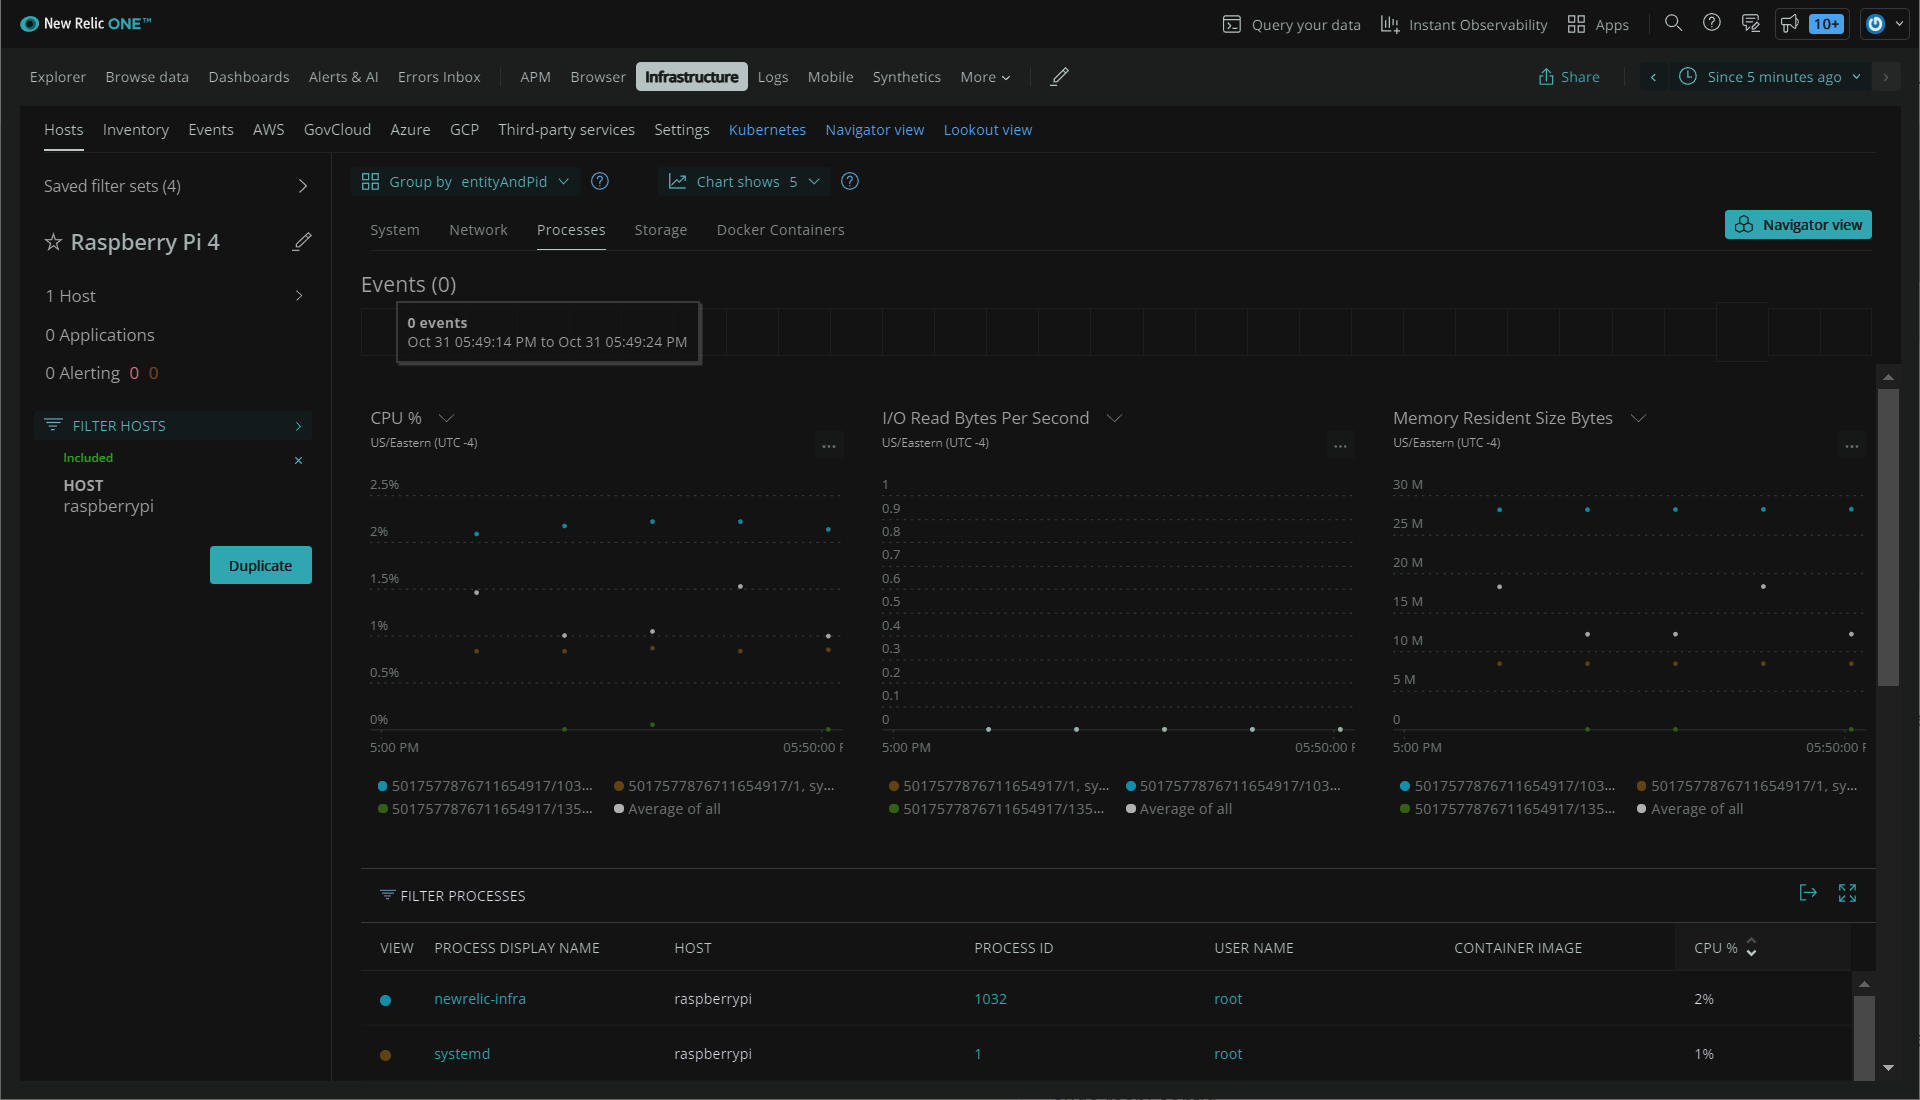 New Relic ONE™
Query your data
Instant Observability
Apps
10+
Explorer
Browse data
Dashboards
Alerts & AI
Errors Inbox
APM
Browser
Infrastructure
Logs
Mobile
Synthetics
More
Share
Since 5 minutes ago
Hosts
Inventory
Events
AWS
GovCloud
Azure
GCP
Third-party services
Settings
Kubernetes
Navigator view
Lookout view
Saved filter sets (4)
Raspberry Pi 4
1 Host
0 Applications
0 Alerting 0 0
FILTER HOSTS
Included
HOST
raspberrypi
Duplicate
Group by entityAndPid
Chart shows 5
System
Network
Processes
Storage
Docker Containers
Navigator view
Events (0)
0 events
Oct 31 05:49:14 PM to Oct 31 05:49:24 PM
CPU %
US/Eastern (UTC -4)
2.5%
2%
1.5%
1%
0.5%
0%
5:00 PM
05:50:00 P
5017577876711654917/103...
5017577876711654917/1, sy...
5017577876711654917/135...
Average of all
I/O Read Bytes Per Second
US/Eastern (UTC -4)
1
0.9
0.8
0.7
0.6
0.5
0.4
0.3
0.2
0.1
0
5:00 PM
05:50:00 P
5017577876711654917/1, sy...
5017577876711654917/103...
5017577876711654917/135...
Average of all
Memory Resident Size Bytes
US/Eastern (UTC -4)
30 M
25 M
20 M
15 M
10 M
5 M
0
5:00 PM
05:50:00 P
5017577876711654917/103...
5017577876711654917/1, sy...
5017577876711654917/135...
Average of all
FILTER PROCESSES
VIEW
PROCESS DISPLAY NAME
HOST
PROCESS ID
USER NAME
CONTAINER IMAGE
CPU %
newrelic-infra
raspberrypi
1032
root
2%
systemd
raspberrypi
1
root
1%